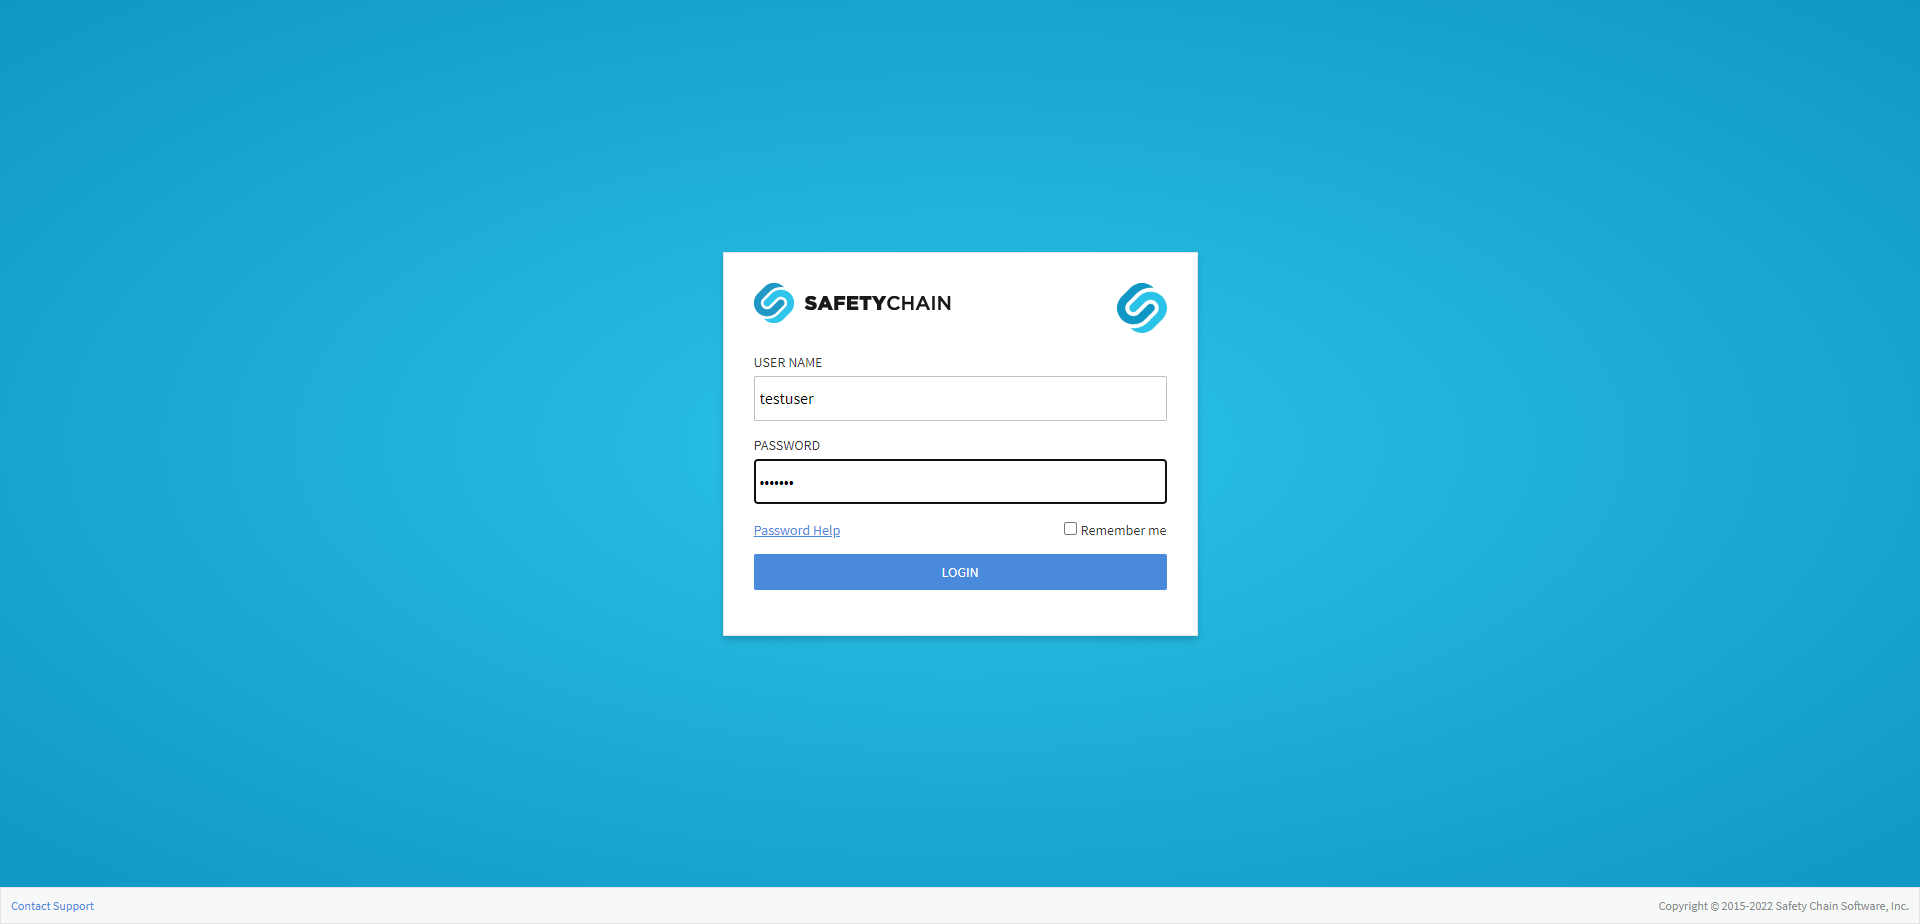 SAFETYCHAIN
USER NAME
testuser
PASSWORD
•••••••
Password Help
Remember me
LOGIN
Contact Support
Copyright © 2015-2022 Safety Chain Software, Inc.